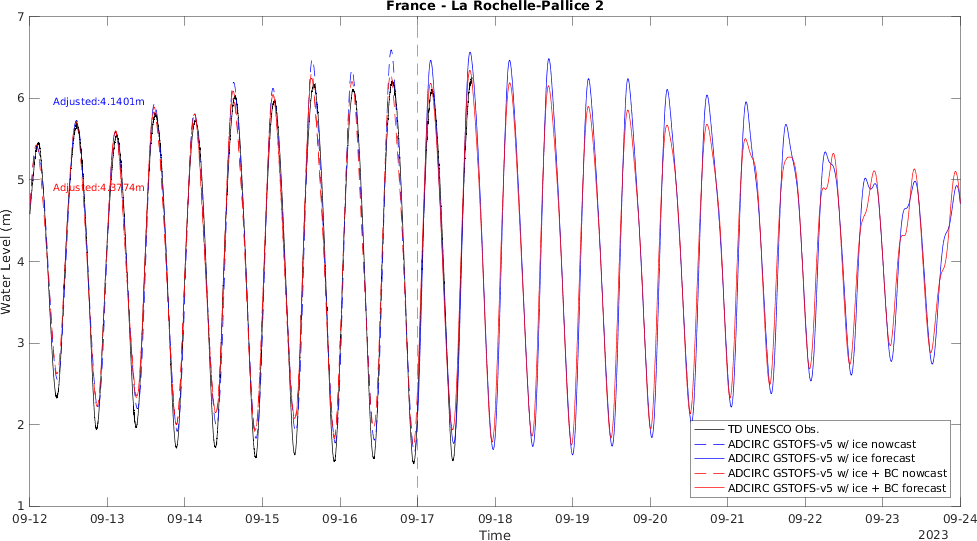 France - La Rochelle-Pallice 2
7
6
5
4
3
2
1
Water Level (m)
Adjusted:4.1401m
Adjusted:4.3774m
TD UNESCO Obs.
ADCIRC GSTOFS-v5 w/ ice nowcast
ADCIRC GSTOFS-v5 w/ ice forecast
ADCIRC GSTOFS-v5 w/ ice + BC nowcast
ADCIRC GSTOFS-v5 w/ ice + BC forecast
09-12 09-13 09-14 09-15 09-16 09-17 09-18 09-19 09-20 09-21 09-22 09-23 09-24
Time 2023